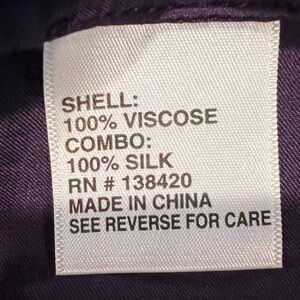 SHELL:
100% VISCOSE
COMBO:
100% SILK
RN # 138420
MADE IN CHINA
SEE REVERSE FOR CARE